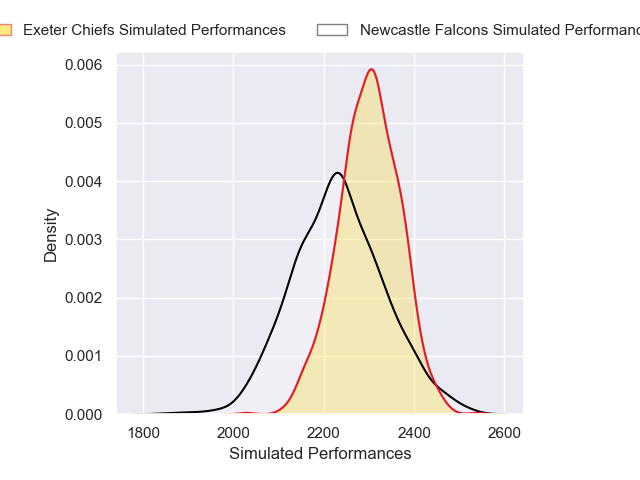 Exeter Chiefs Simulated Performances Newcastle Falcons Simulated
0.006
0.005
0.004
0.003
0.002
0.001
0.000
Density
1800 2000 2200 2400 2600
Simulated Performances